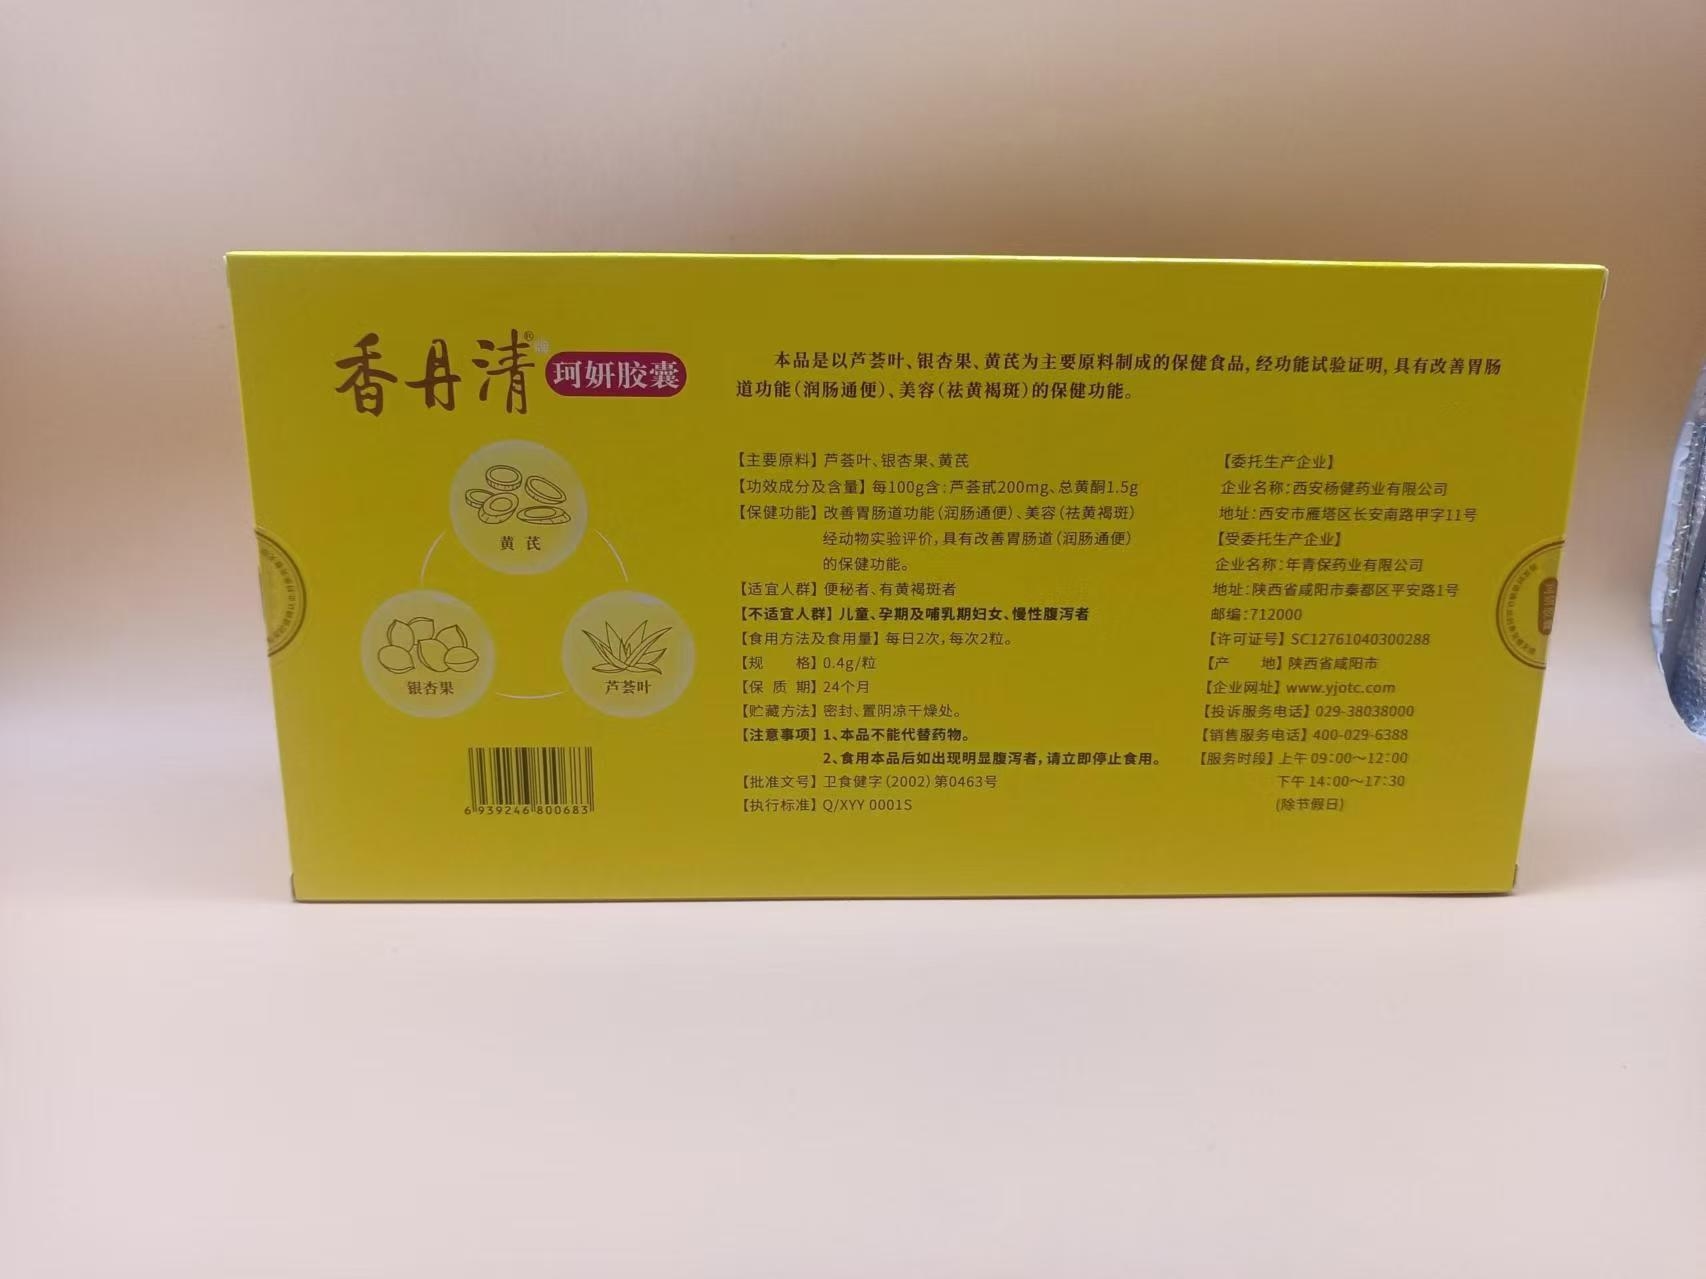 香丹清®牌
珂妍胶囊
黄芪
银杏果
芦荟叶
6 939246 800683
本品是以芦荟叶、银杏果、黄芪为主要原料制成的保健食品,经功能试验证明,具有改善胃肠
道功能(润肠通便)、美容(祛黄褐斑)的保健功能。
【主要原料】芦荟叶、银杏果、黄芪
【功效成分及含量】每100g含:芦荟甙200mg、总黄酮1.5g
【保健功能】改善胃肠道功能(润肠通便)、美容(祛黄褐斑)
经动物实验评价,具有改善胃肠道(润肠通便)
的保健功能。
【适宜人群】便秘者、有黄褐斑者
【不适宜人群】儿童、孕期及哺乳期妇女、慢性腹泻者
【食用方法及食用量】每日2次,每次2粒。
【规 格】0.4g/粒
【保 质 期】24个月
【贮藏方法】密封、置阴凉干燥处。
【注意事项】1、本品不能代替药物。
2、食用本品后如出现明显腹泻者,请立即停止食用。
【批准文号】卫食健字(2002)第0463号
【执行标准】Q/XYY 0001S
【委托生产企业】
企业名称:西安杨健药业有限公司
地址:西安市雁塔区长安南路甲字11号
【受委托生产企业】
企业名称:年青保药业有限公司
地址:陕西省咸阳市秦都区平安路1号
邮编:712000
【许可证号】SC12761040300288
【产 地】陕西省咸阳市
【企业网址】www.yjotc.com
【投诉服务电话】029-38038000
【销售服务电话】400-029-6388
【服务时段】上午 09:00~12:00
下午 14:00~17:30
(除节假日)